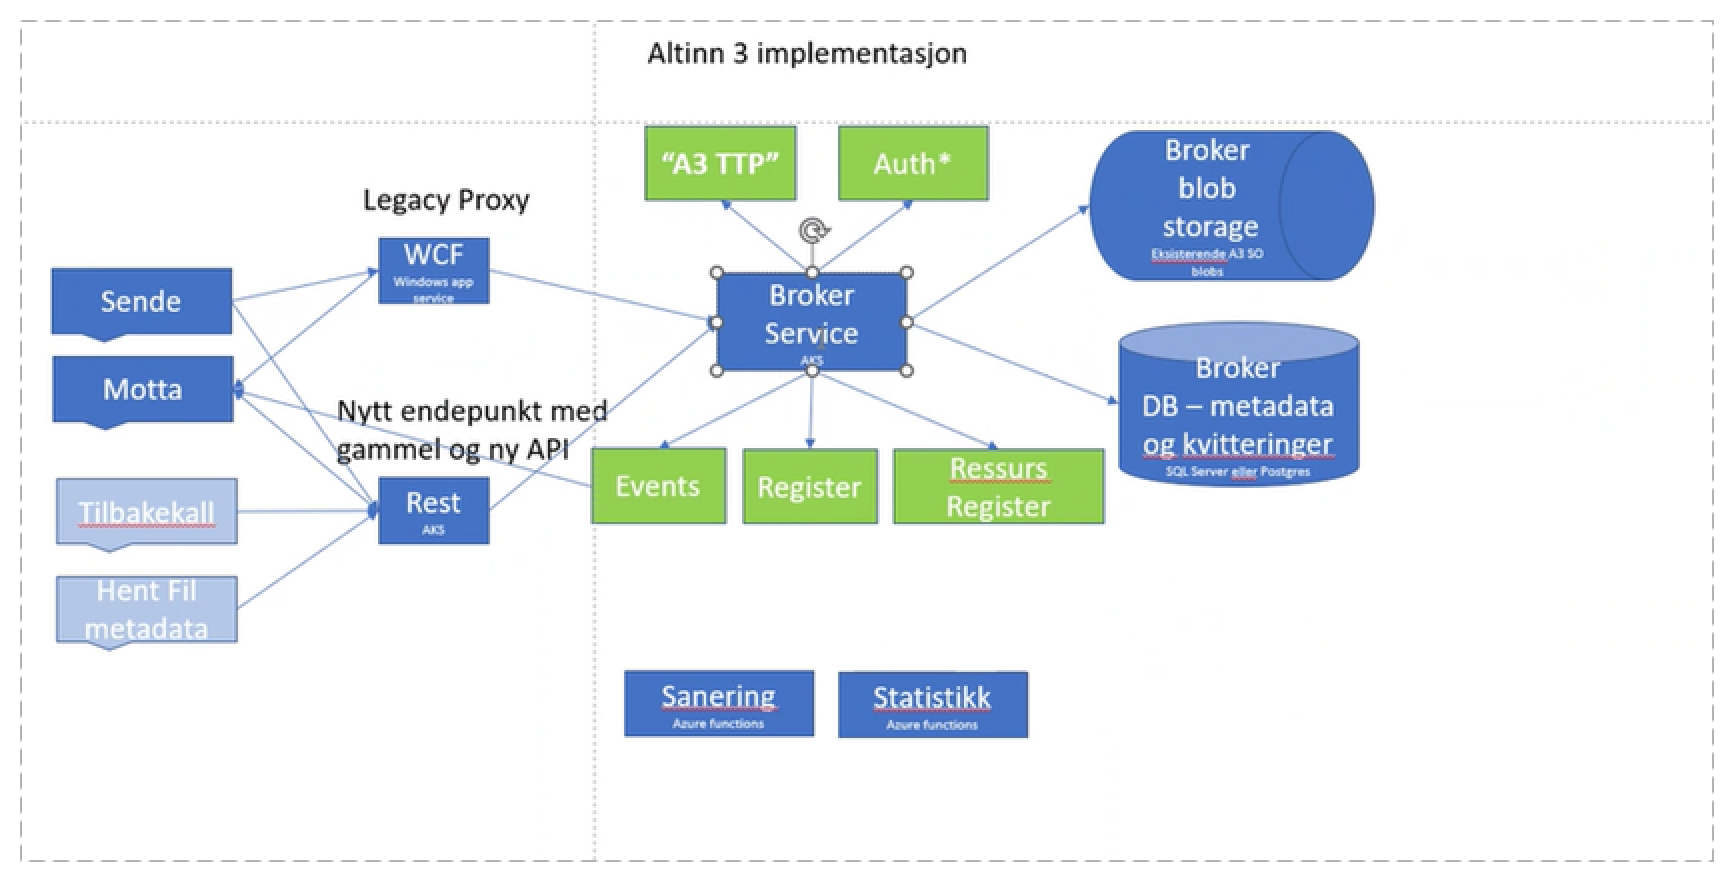 Altinn 3 implementasjon
Legacy Proxy
WCF
Windows app
service
Sende
Motta
Nytt endepunkt med
gammel og ny API
Rest
AKS
Tilbakekall
Hent Fil
metadata
“A3 TTP”
Auth*
Broker
Service
AKS
Events
Register
Ressurs
Register
Broker
blob
storage
Eksisterende A3 SO
blobs
Broker
DB – metadata
og kvitteringer
SQL Server eller Postgres
Sanering
Azure functions
Statistikk
Azure functions